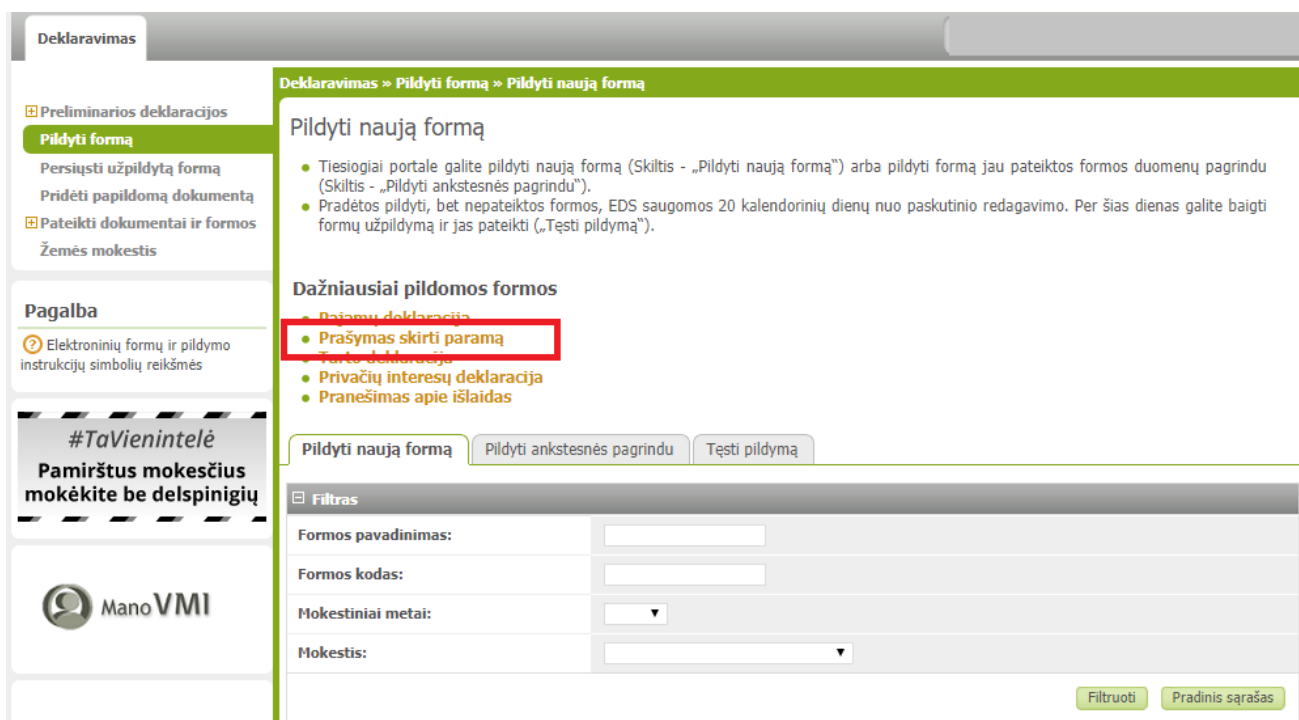 Deklaravimas
Preliminarios deklaracijos
Pildyti formą
Persiųsti užpildytą formą
Pridėti papildomą dokumentą
Pateikti dokumentai ir formos
Žemės mokestis
Pagalba
Elektroninių formų ir pildymo
instrukcijų simbolių reikšmės
#TaVienintelė
Pamirštus mokesčius
mokėkite be delspinigių
Mano VMI
Deklaravimas » Pildyti formą » Pildyti naują formą
Pildyti naują formą
Tiesiogiai portale galite pildyti naują formą (Skiltis - „Pildyti naują formą“) arba pildyti formą jau pateiktos formos duomenų pagrindu
(Skiltis - „Pildyti ankstesnės pagrindu“).
Pradėtos pildyti, bet nepateiktos formos, EDS saugomos 20 kalendorinių dienų nuo paskutinio redagavimo. Per šias dienas galite baigti
formų užpildymą ir jas pateikti („Tęsti pildymą“).
Dažniausiai pildomos formos
Pajamų deklaracija
Prašymas skirti paramą
Turto deklaracija
Privačių interesų deklaracija
Pranešimas apie išlaidas
Pildyti naują formą
Pildyti ankstesnės pagrindu
Tęsti pildymą
Filtras
Formos pavadinimas:
Formos kodas:
Mokestiniai metai:
Mokestis:
Filtruoti
Pradinis sąrašas